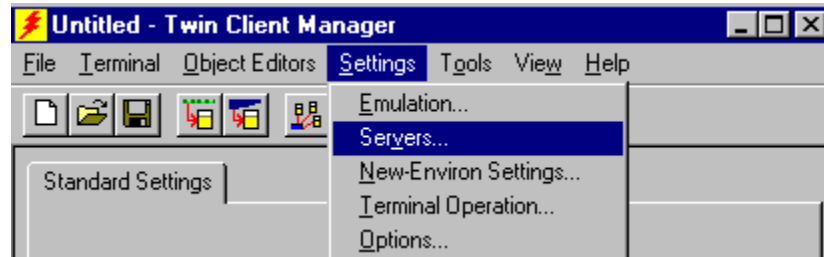 Untitled - Twin Client Manager
File Terminal Object Editors Settings Tools View Help
Emulation...
Servers...
Standard Settings
New-Environ Settings...
Terminal Operation...
Options...